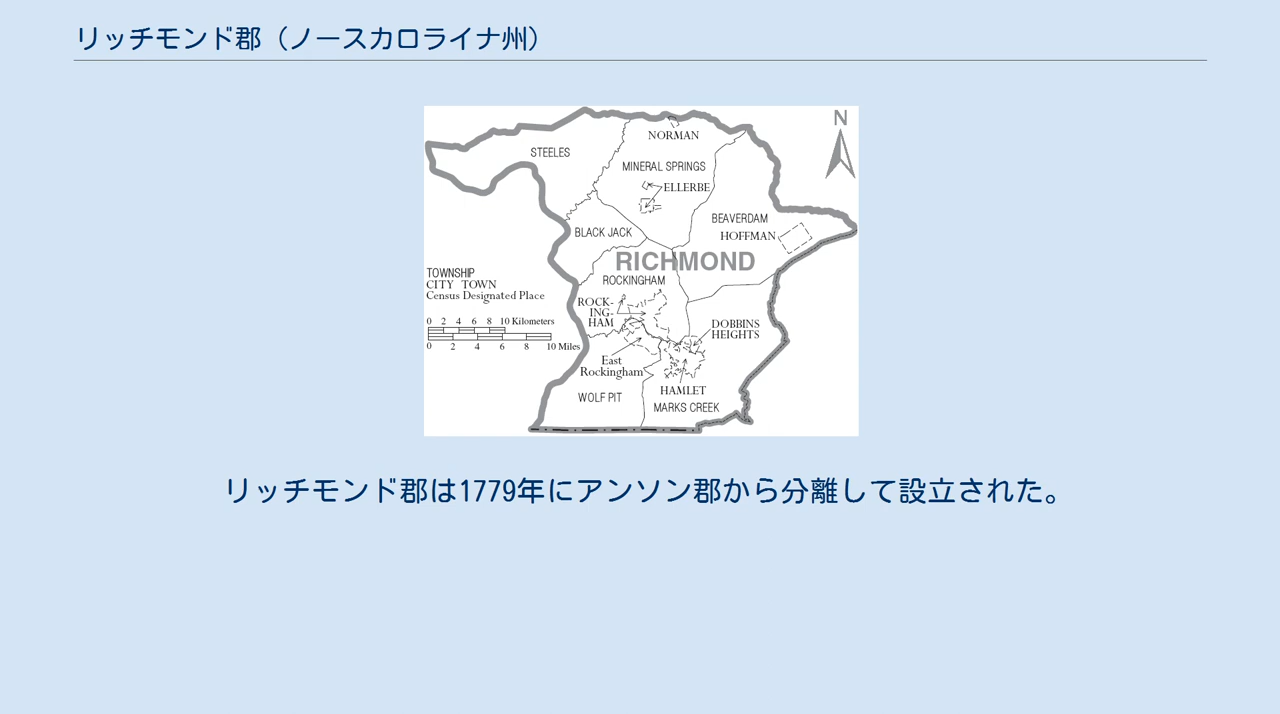 リッチモンド郡（ノースカロライナ州）
N
NORMAN
STEELES
MINERAL SPRINGS
ELLERBE
BEAVERDAM
BLACK JACK
HOFFMAN
RICHMOND
TOWNSHIP
ROCKINGHAM
CITY TOWN
Census Designated Place
ROCK-
ING-
HAM
0 2 4 6 8 10 Kilometers
DOBBINS
HEIGHTS
0 2 4 6 8 10 Miles
East
Rockingham
HAMLET
WOLF PIT
MARKS CREEK
リッチモンド郡は1779年にアンソン郡から分離して設立された。